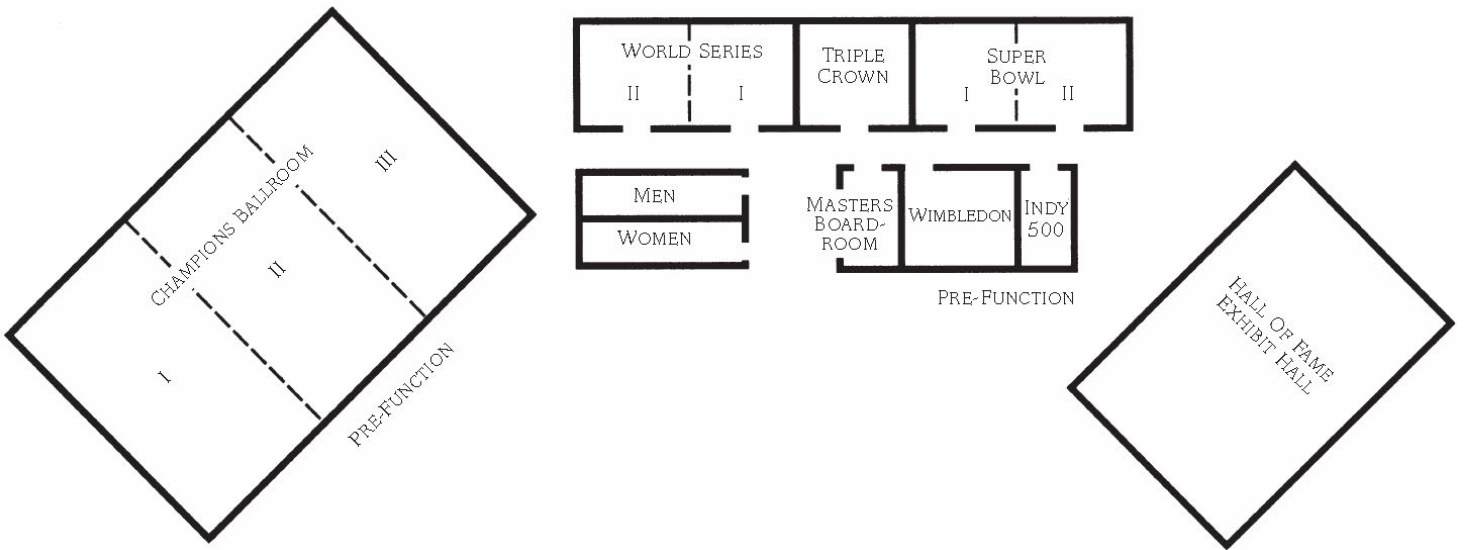 CHAMPIONS BALLROOM
I
II
III
PRE-FUNCTION
WORLD SERIES
II
I
TRIPLE
CROWN
SUPER
BOWL
I
II
MEN
WOMEN
MASTERS
BOARD-
ROOM
WIMBLEDON
INDY
500
PRE-FUNCTION
HALL OF FAME
EXHIBIT HALL